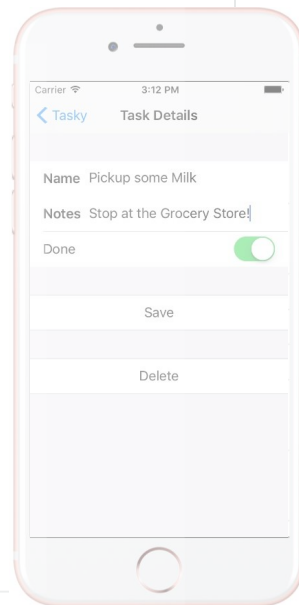 Carrier 3:12 PM
Tasky Task Details
Name Pickup some Milk
Notes Stop at the Grocery Store!
Done
Save
Delete